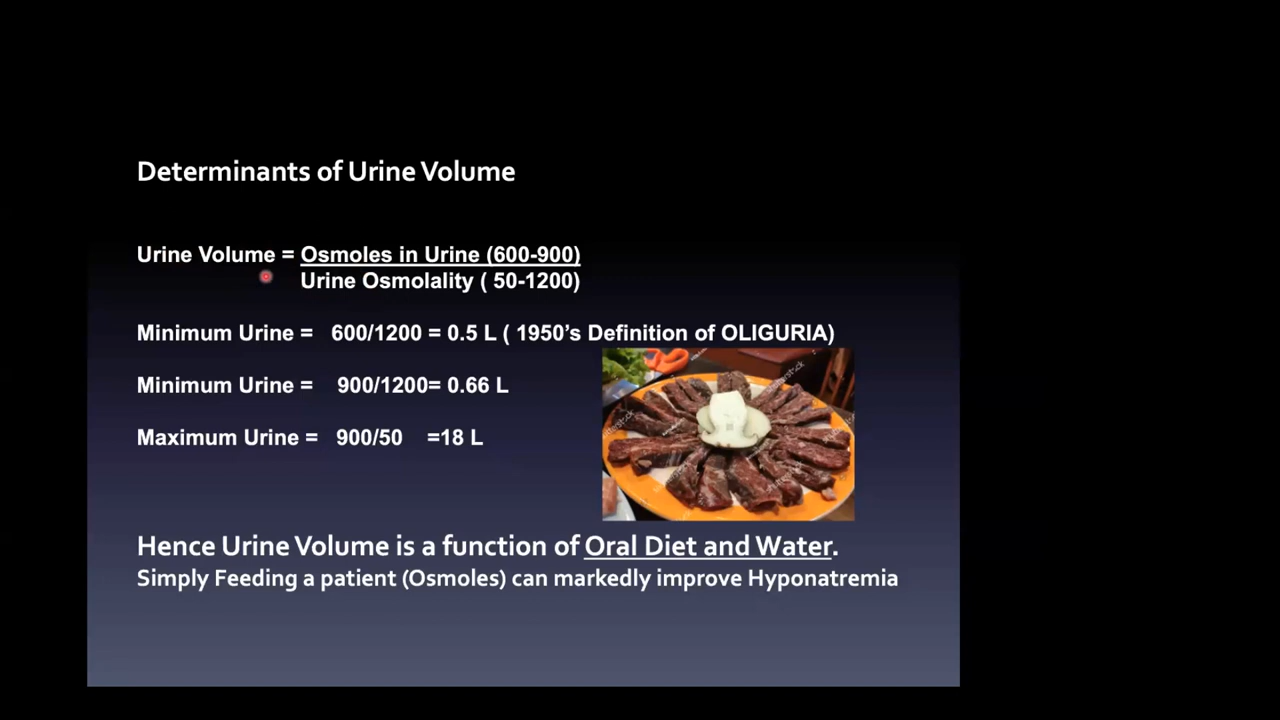 Determinants of Urine Volume
Urine Volume = Osmoles in Urine (600-900)
Urine Osmolality ( 50-1200)
Minimum Urine = 600/1200 = 0.5 L ( 1950's Definition of OLIGURIA)
Minimum Urine = 900/1200= 0.66 L
Maximum Urine = 900/50 =18 L
Hence Urine Volume is a function of Oral Diet and Water.
Simply Feeding a patient (Osmoles) can markedly improve Hyponatremia